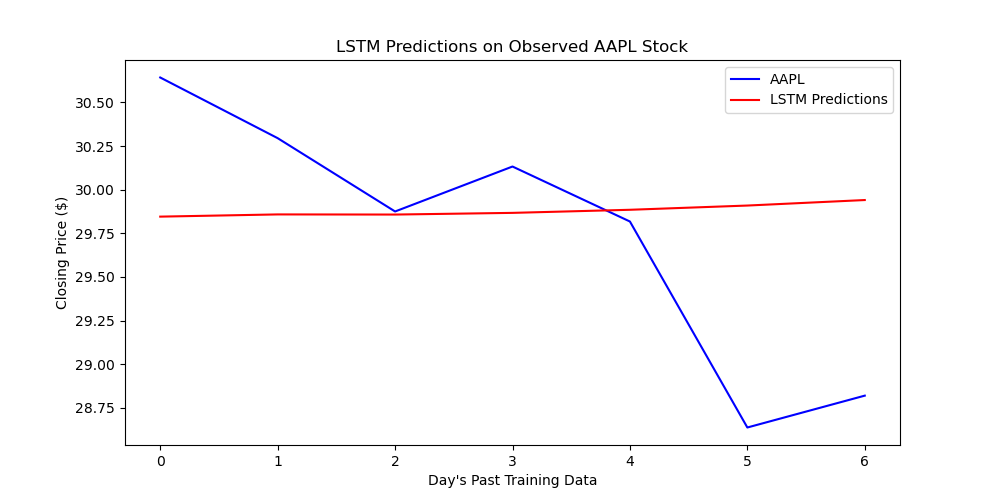 LSTM Predictions on Observed AAPL Stock
AAPL
LSTM Predictions
Closing Price ($)
30.50
30.25
30.00
29.75
29.50
29.25
29.00
28.75
0 1 2 3 4 5 6
Day's Past Training Data